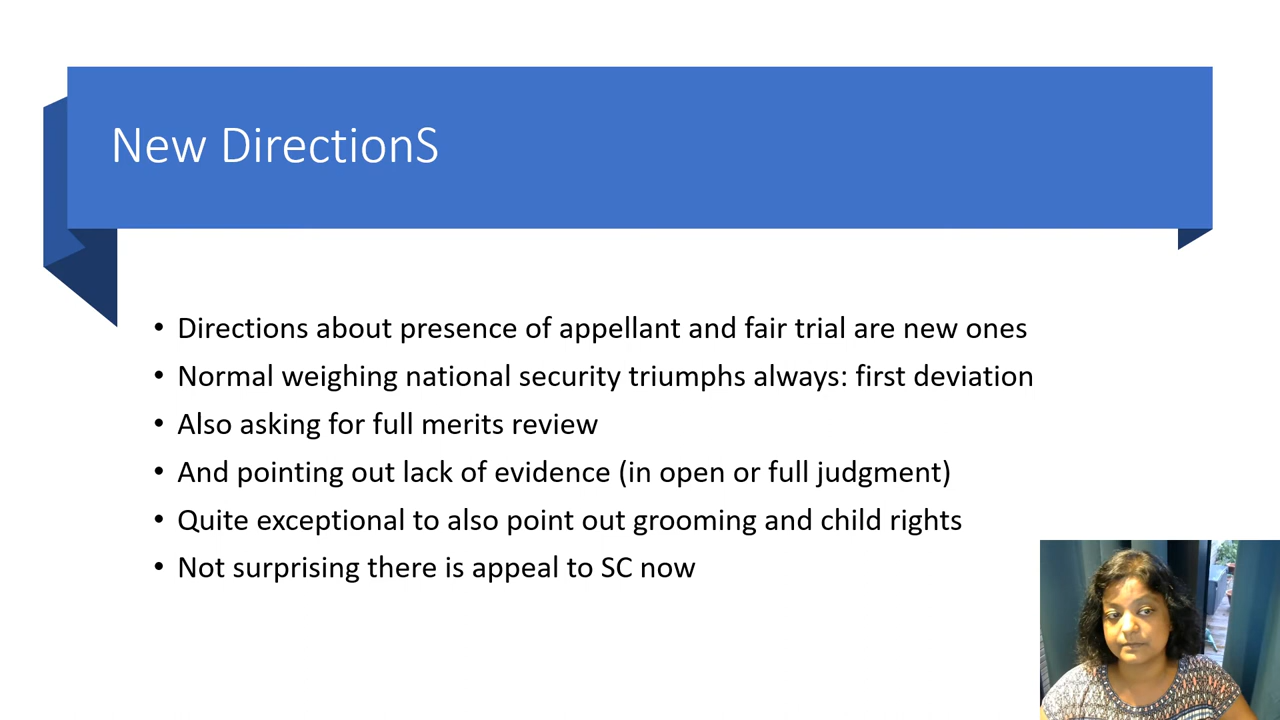 New DirectionS
• Directions about presence of appellant and fair trial are new ones
• Normal weighing national security triumphs always: first deviation
• Also asking for full merits review
• And pointing out lack of evidence (in open or full judgment)
• Quite exceptional to also point out grooming and child rights
• Not surprising there is appeal to SC now